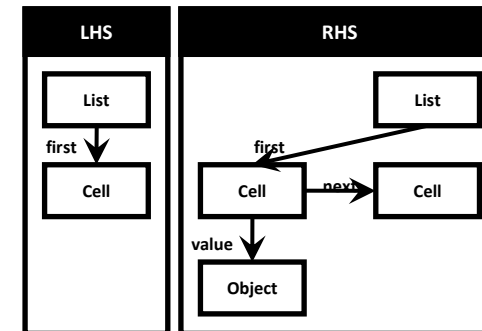 LHS
RHS
List
List
first
first
Cell
Cell
next
Cell
value
Object